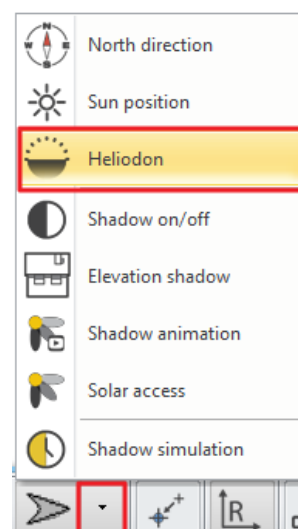 North direction
Sun position
Heliodon
Shadow on/off
Elevation shadow
Shadow animation
Solar access
Shadow simulation
R